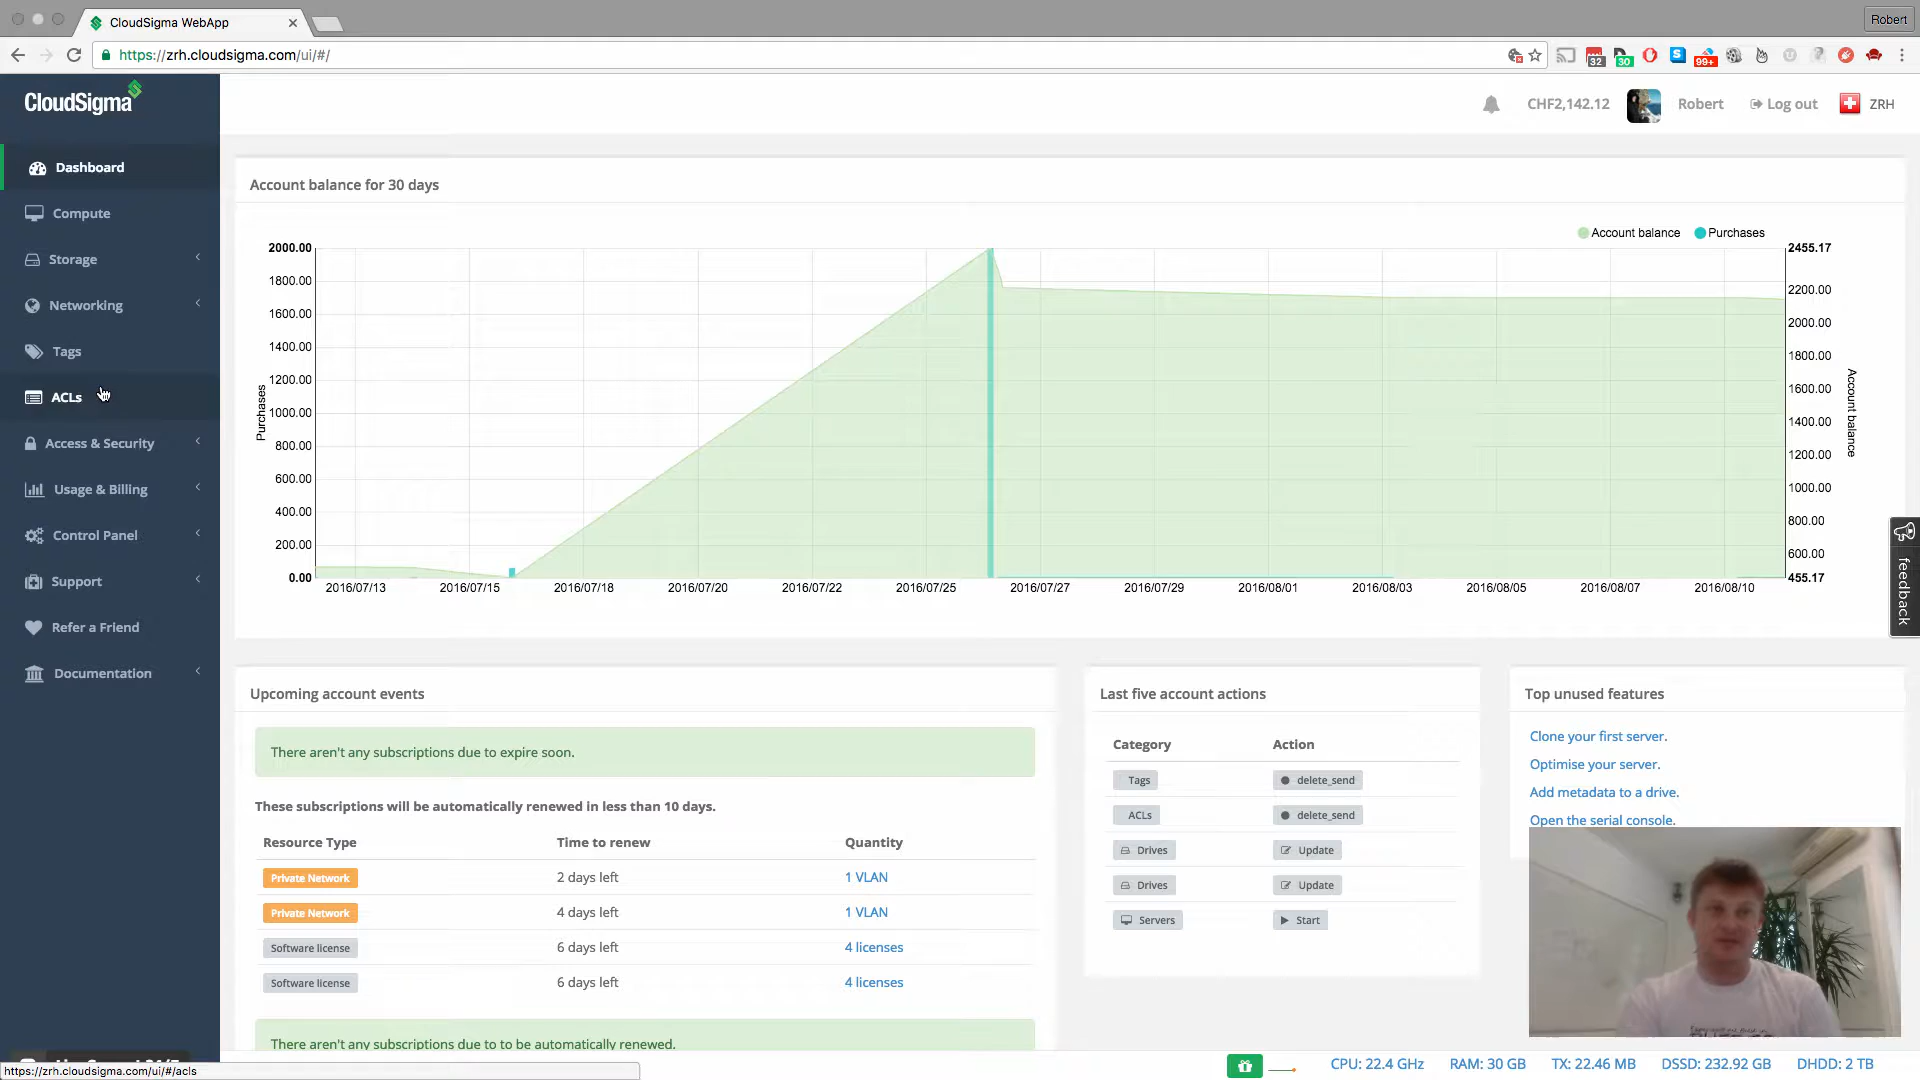 CloudSigma WebApp
Robert
https://zrh.cloudsigma.com/ui/#/
32
30
99+
CloudSigma
CHF2,142.12
Robert
Log out
ZRH
Dashboard
Compute
Storage
Networking
Tags
ACLs
Access & Security
Usage & Billing
Control Panel
Support
Refer a Friend
Documentation
Account balance for 30 days
Account balance
Purchases
2000.00
1800.00
1600.00
1400.00
1200.00
1000.00
800.00
600.00
400.00
200.00
0.00
Purchases
2455.17
2200.00
2000.00
1800.00
1600.00
1400.00
1200.00
1000.00
800.00
600.00
455.17
Account balance
2016/07/13
2016/07/15
2016/07/18
2016/07/20
2016/07/22
2016/07/25
2016/07/27
2016/07/29
2016/08/01
2016/08/03
2016/08/05
2016/08/07
2016/08/10
feedback
Upcoming account events
There aren't any subscriptions due to expire soon.
These subscriptions will be automatically renewed in less than 10 days.
Resource Type Time to renew Quantity
Private Network 2 days left 1 VLAN
Private Network 4 days left 1 VLAN
Software license 6 days left 4 licenses
Software license 6 days left 4 licenses
There aren't any subscriptions due to to be automatically renewed.
Last five account actions
Category Action
Tags delete_send
ACLs delete_send
Drives Update
Drives Update
Servers Start
Top unused features
Clone your first server.
Optimise your server.
Add metadata to a drive.
Open the serial console.
https://zrh.cloudsigma.com/ui/#/acls
CPU: 22.4 GHz
RAM: 30 GB
TX: 22.46 MB
DSSD: 232.92 GB
DHDD: 2 TB